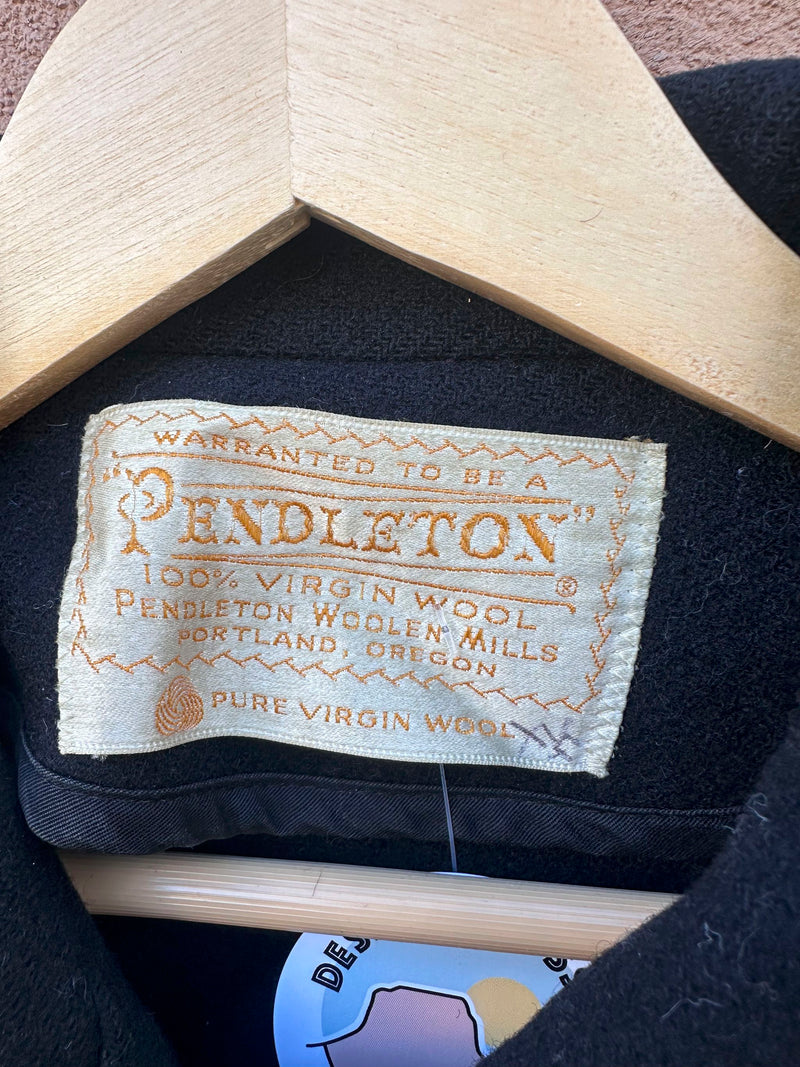 WARRANTED TO BE A
"PENDLETON"®
100% VIRGIN WOOL
PENDLETON WOOLEN MILLS
PORTLAND, OREGON
PURE VIRGIN WOOL